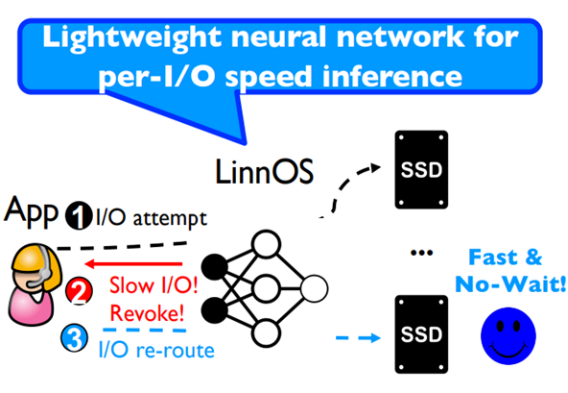 Lightweight neural network for
per-I/O speed inference
LinnOS
SSD
App 1 I/O attempt
...
Fast &
No-Wait!
2 Slow I/O!
Revoke!
SSD
3 I/O re-route